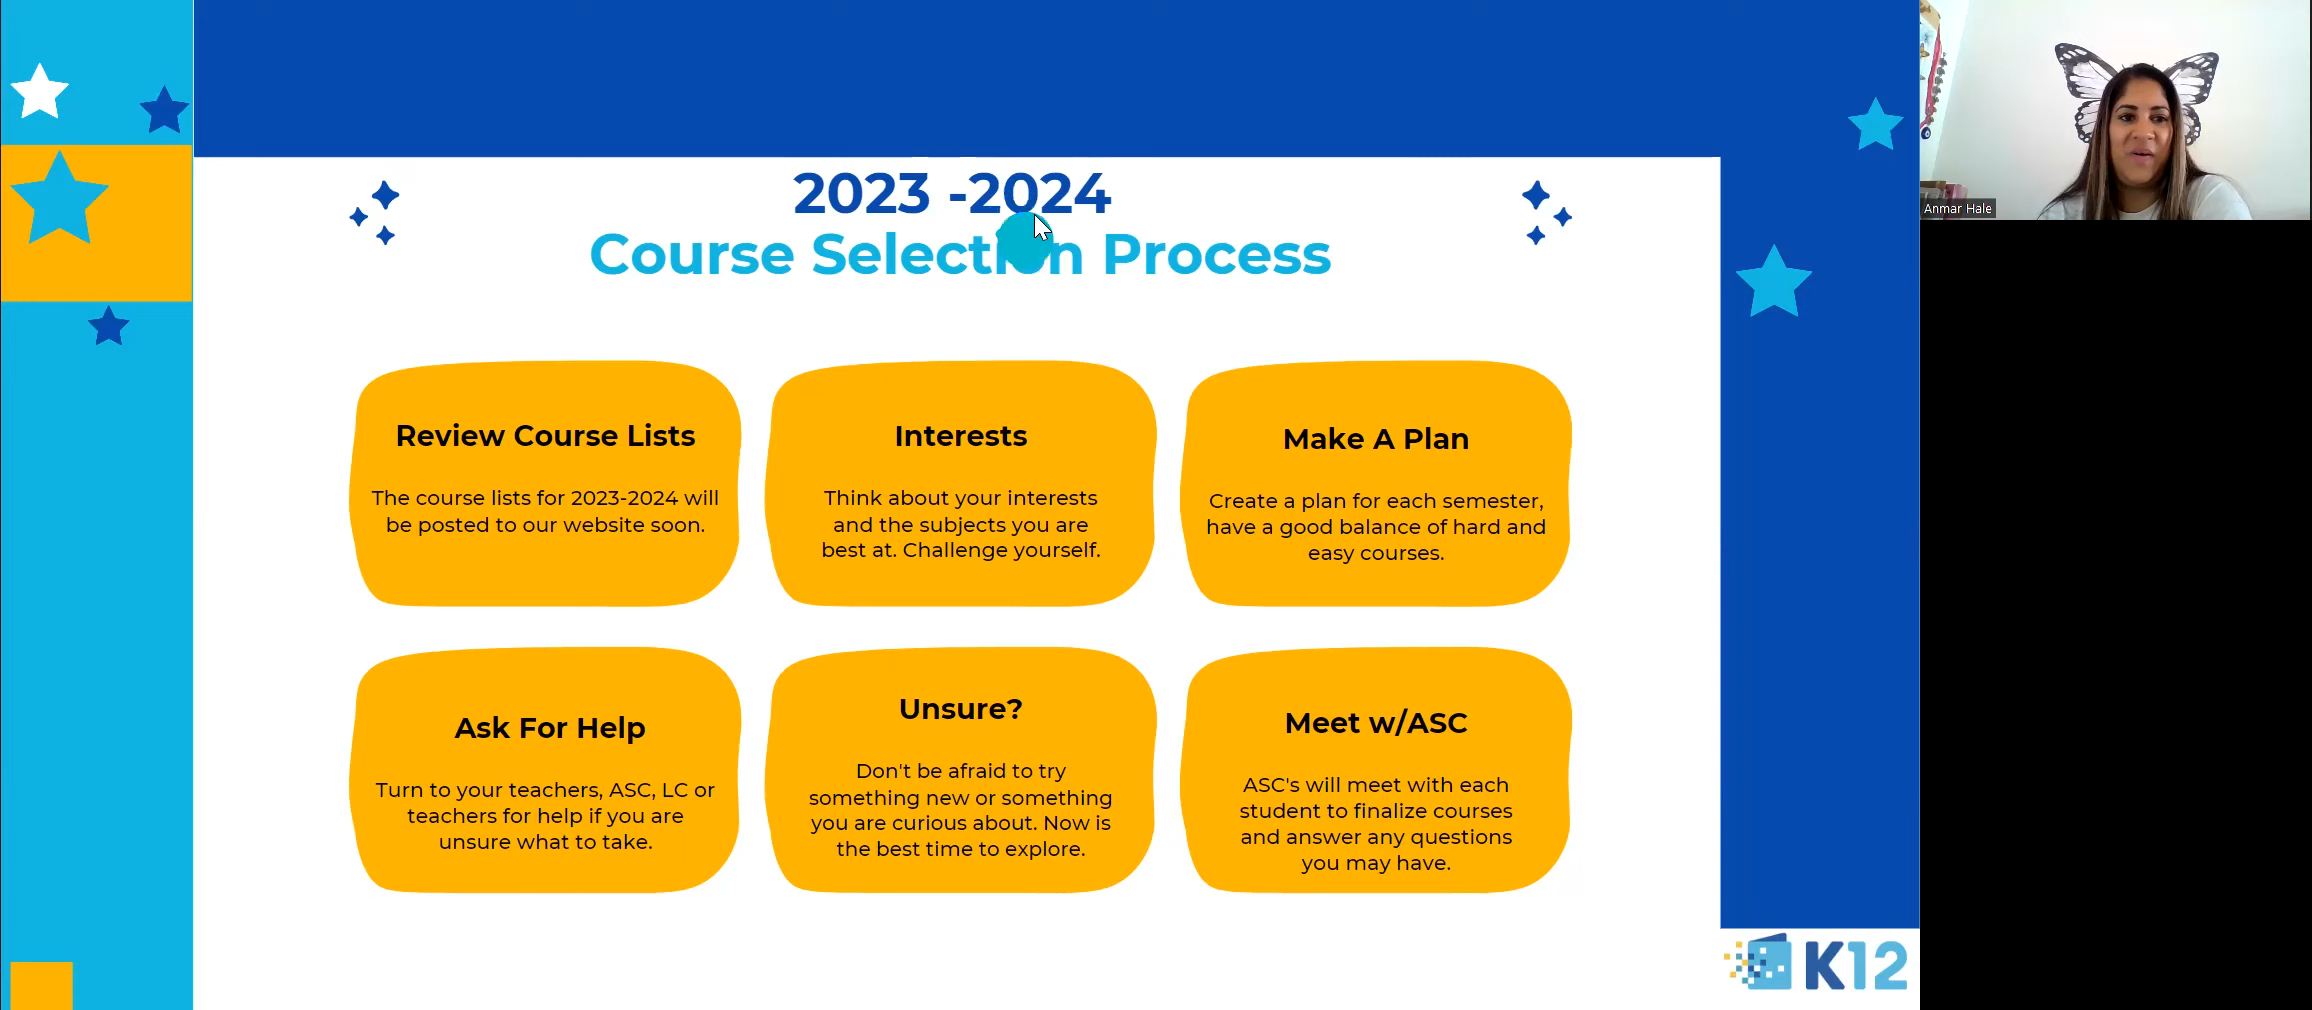 2023 -2024
Course Selection Process
Review Course Lists
The course lists for 2023-2024 will
be posted to our website soon.
Interests
Think about your interests
and the subjects you are
best at. Challenge yourself.
Make A Plan
Create a plan for each semester,
have a good balance of hard and
easy courses.
Ask For Help
Turn to your teachers, ASC, LC or
teachers for help if you are
unsure what to take.
Unsure?
Don't be afraid to try
something new or something
you are curious about. Now is
the best time to explore.
Meet w/ASC
ASC's will meet with each
student to finalize courses
and answer any questions
you may have.
K12
Anmar Hale